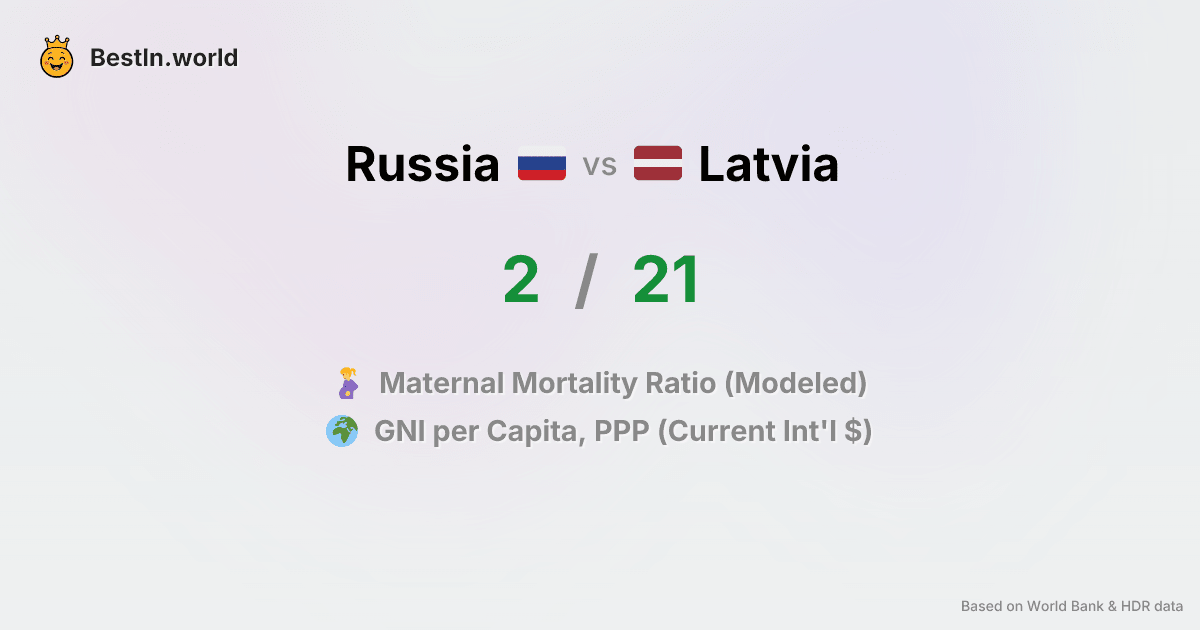 BestIn.world
Russia vs Latvia
2 / 21
Maternal Mortality Ratio (Modeled)
GNI per Capita, PPP (Current Int'l $)
Based on World Bank & HDR data